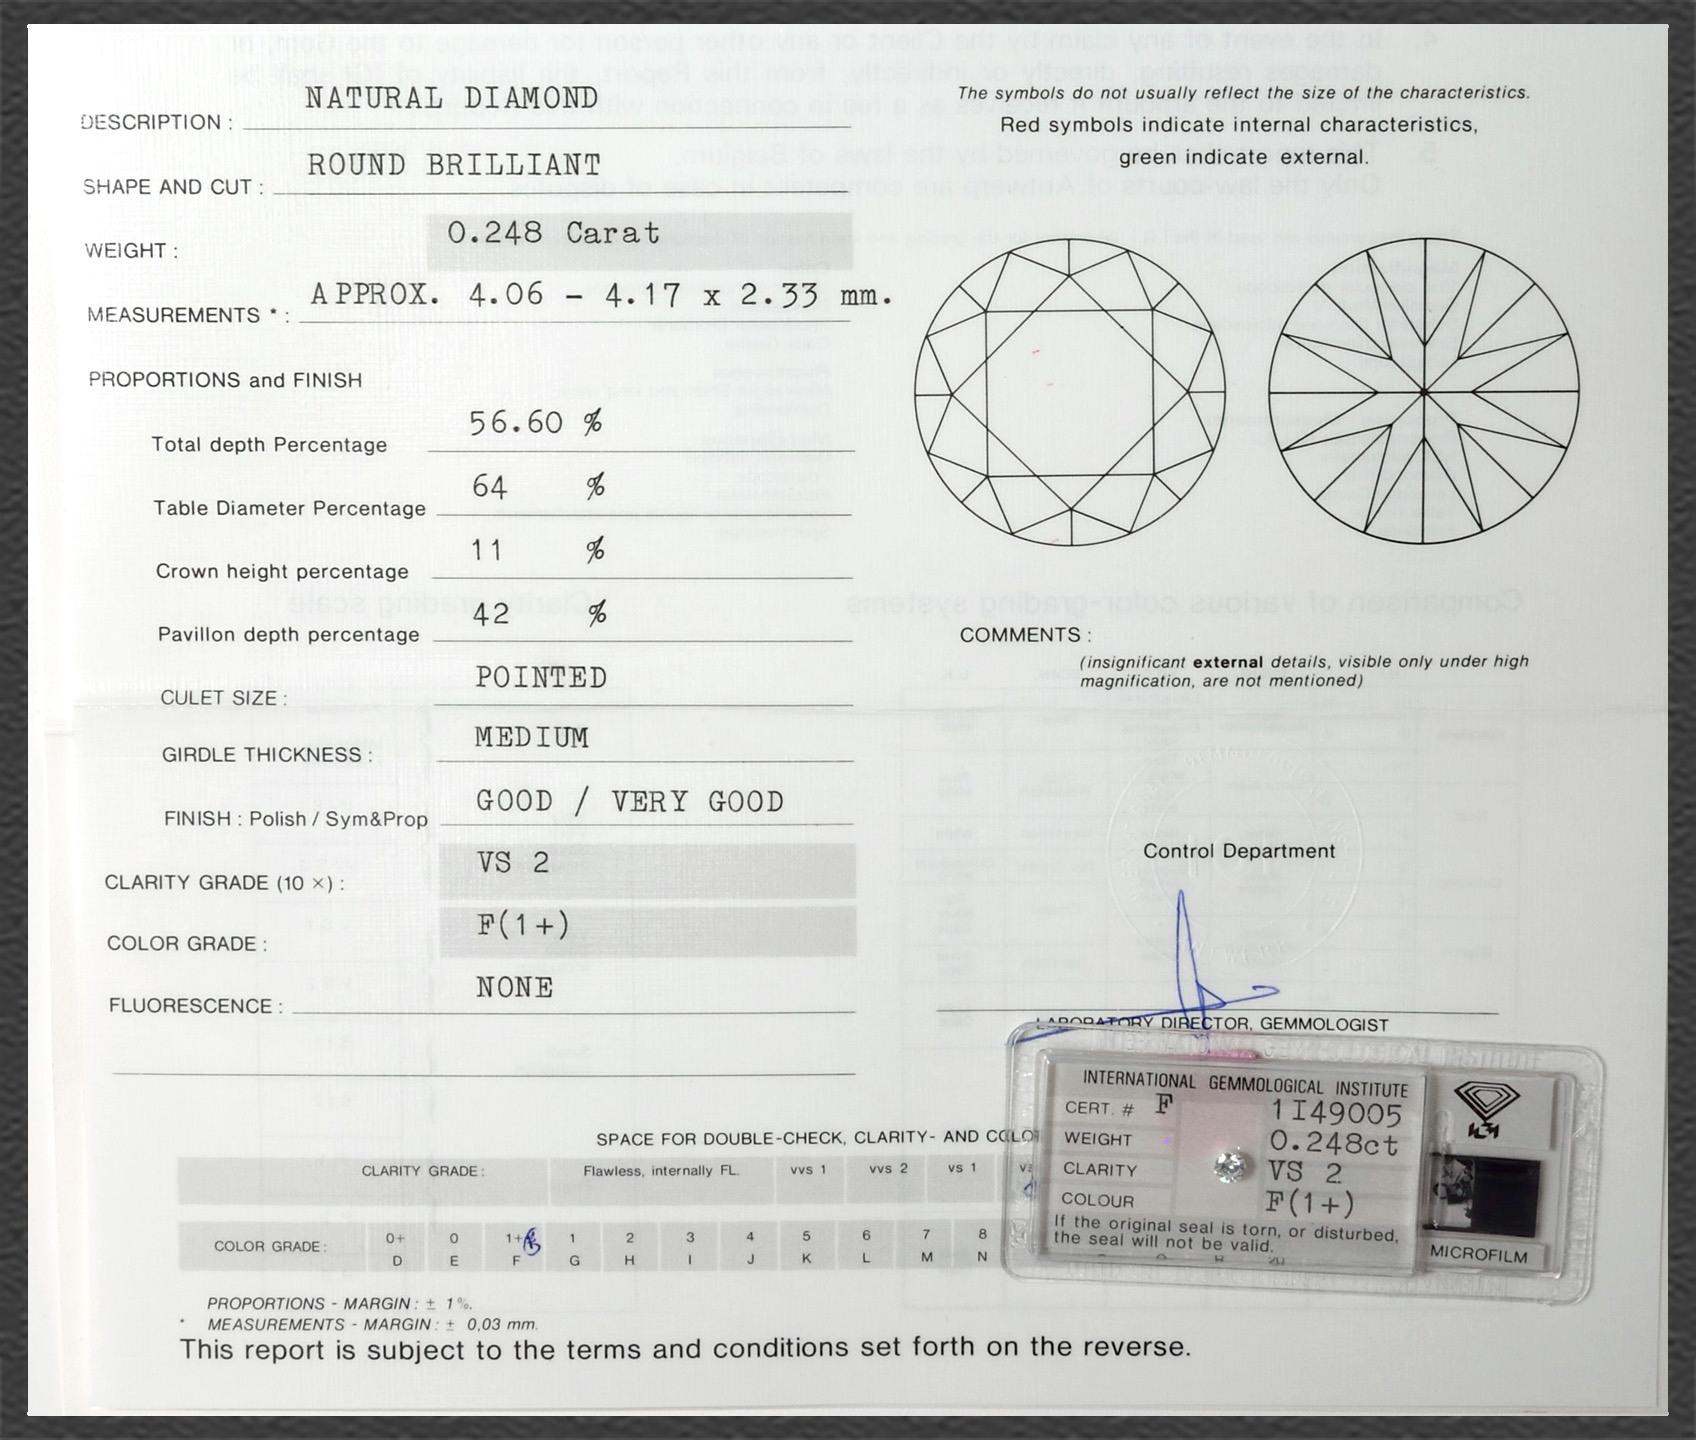 NATURAL DIAMOND
DESCRIPTION :
ROUND BRILLIANT
SHAPE AND CUT :
0.248 Carat
WEIGHT :
APPROX. 4.06 - 4.17 x 2.33 mm.
MEASUREMENTS * :
PROPORTIONS and FINISH
56.60 %
Total depth Percentage
64 %
Table Diameter Percentage
11 %
Crown height percentage
42 %
Pavillon depth percentage
POINTED
CULET SIZE :
MEDIUM
GIRDLE THICKNESS :
GOOD / VERY GOOD
FINISH : Polish / Sym&Prop
VS 2
CLARITY GRADE (10 ×) :
F(1+)
COLOR GRADE :
NONE
FLUORESCENCE :
The symbols do not usually reflect the size of the characteristics.
Red symbols indicate internal characteristics,
green indicate external.
COMMENTS :
(insignificant external details, visible only under high
magnification, are not mentioned)
Control Department
LABORATORY DIRECTOR, GEMMOLOGIST
INTERNATIONAL GEMMOLOGICAL INSTITUTE
CERT. # F 1I49005
WEIGHT 0.248ct
CLARITY VS 2
COLOUR F(1+)
If the original seal is torn, or disturbed,
the seal will not be valid.
MICROFILM
SPACE FOR DOUBLE-CHECK, CLARITY- AND COLO
CLARITY GRADE : Flawless, internally FL. vvs 1 vvs 2 vs 1
COLOR GRADE : 0+ 0 1+ 1 2 3 4 5 6 7 8
D E F G H I J K L M N
PROPORTIONS - MARGIN : ± 1%.
* MEASUREMENTS - MARGIN : ± 0,03 mm.
This report is subject to the terms and conditions set forth on the reverse.